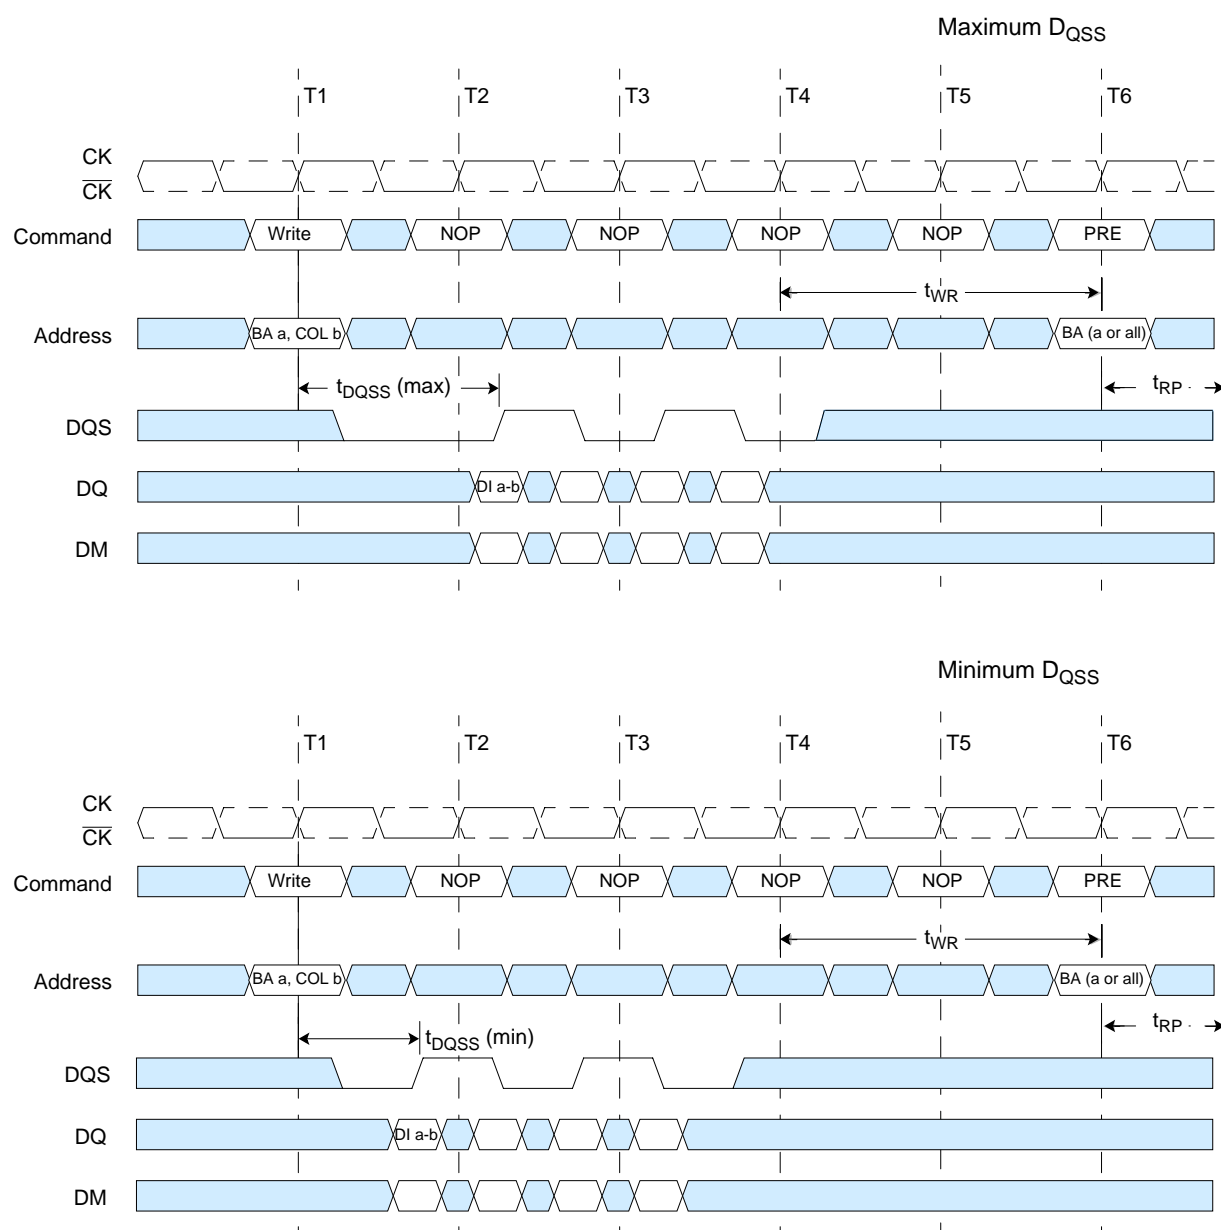 Maximum DQSS
T1 T2 T3 T4 T5 T6
CK
CK
Command Write NOP NOP NOP NOP PRE
tWR
Address BA a, COL b BA (a or all)
tDQSS (max) tRP
DQS
DQ DI a-b
DM
Minimum DQSS
T1 T2 T3 T4 T5 T6
CK
CK
Command Write NOP NOP NOP NOP PRE
tWR
Address BA a, COL b BA (a or all)
tDQSS (min) tRP
DQS
DQ DI a-b
DM